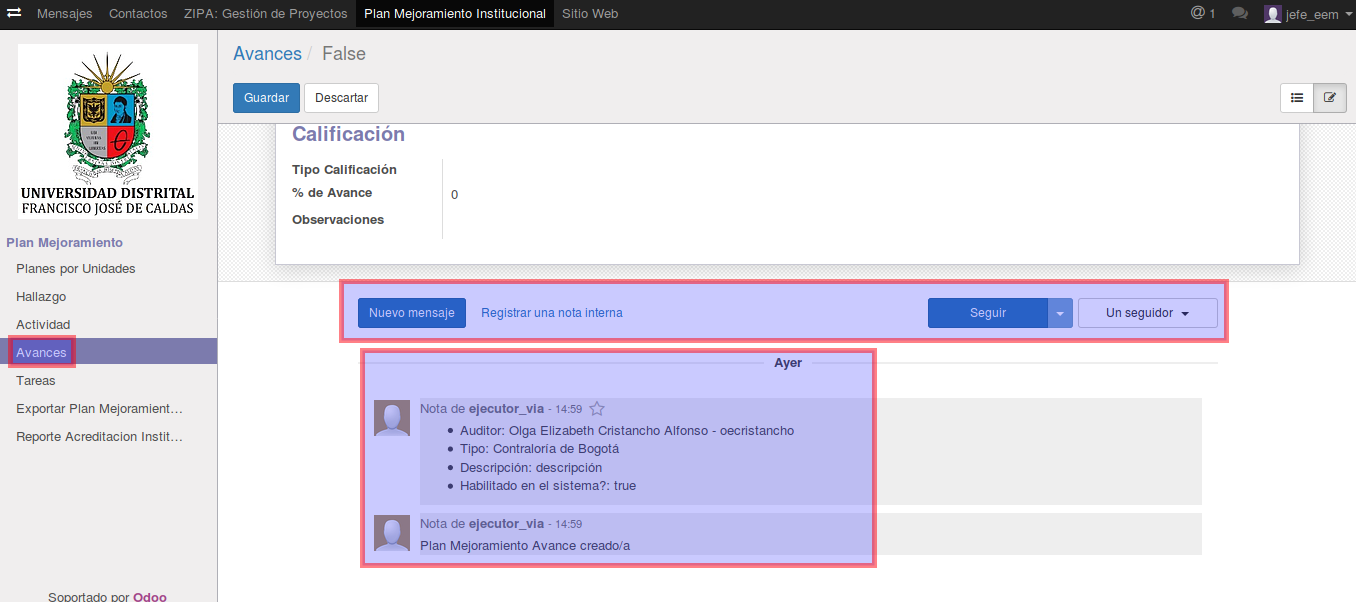 Mensajes Contactos ZIPA: Gestión de Proyectos Plan Mejoramiento Institucional Sitio Web @ 1 jefe_eem
UNIVERSIDAD DISTRITAL
FRANCISCO JOSÉ DE CALDAS
Plan Mejoramiento
Planes por Unidades
Hallazgo
Actividad
Avances
Tareas
Exportar Plan Mejoramient…
Reporte Acreditacion Instit…
Soportado por Odoo
Avances / False
Guardar Descartar
Calificación
Tipo Calificación
% de Avance 0
Observaciones
Nuevo mensaje Registrar una nota interna Seguir Un seguidor
Ayer
Nota de ejecutor_via - 14:59
• Auditor: Olga Elizabeth Cristancho Alfonso - oecristancho
• Tipo: Contraloría de Bogotá
• Descripción: descripción
• Habilitado en el sistema?: true
Nota de ejecutor_via - 14:59
Plan Mejoramiento Avance creado/a